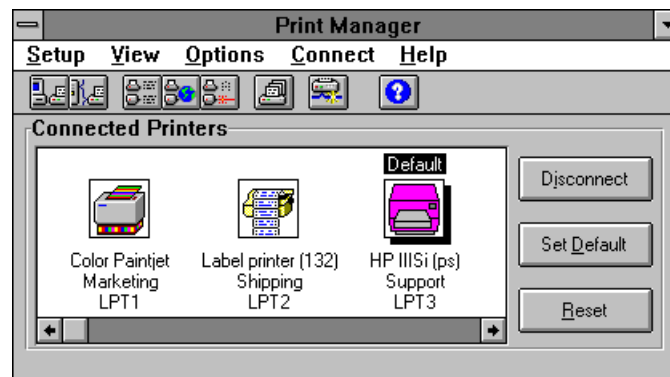 Print Manager
Setup View Options Connect Help
Connected Printers
Default
Color Paintjet
Marketing
LPT1
Label printer (132)
Shipping
LPT2
HP IIISi (ps)
Support
LPT3
Disconnect
Set Default
Reset